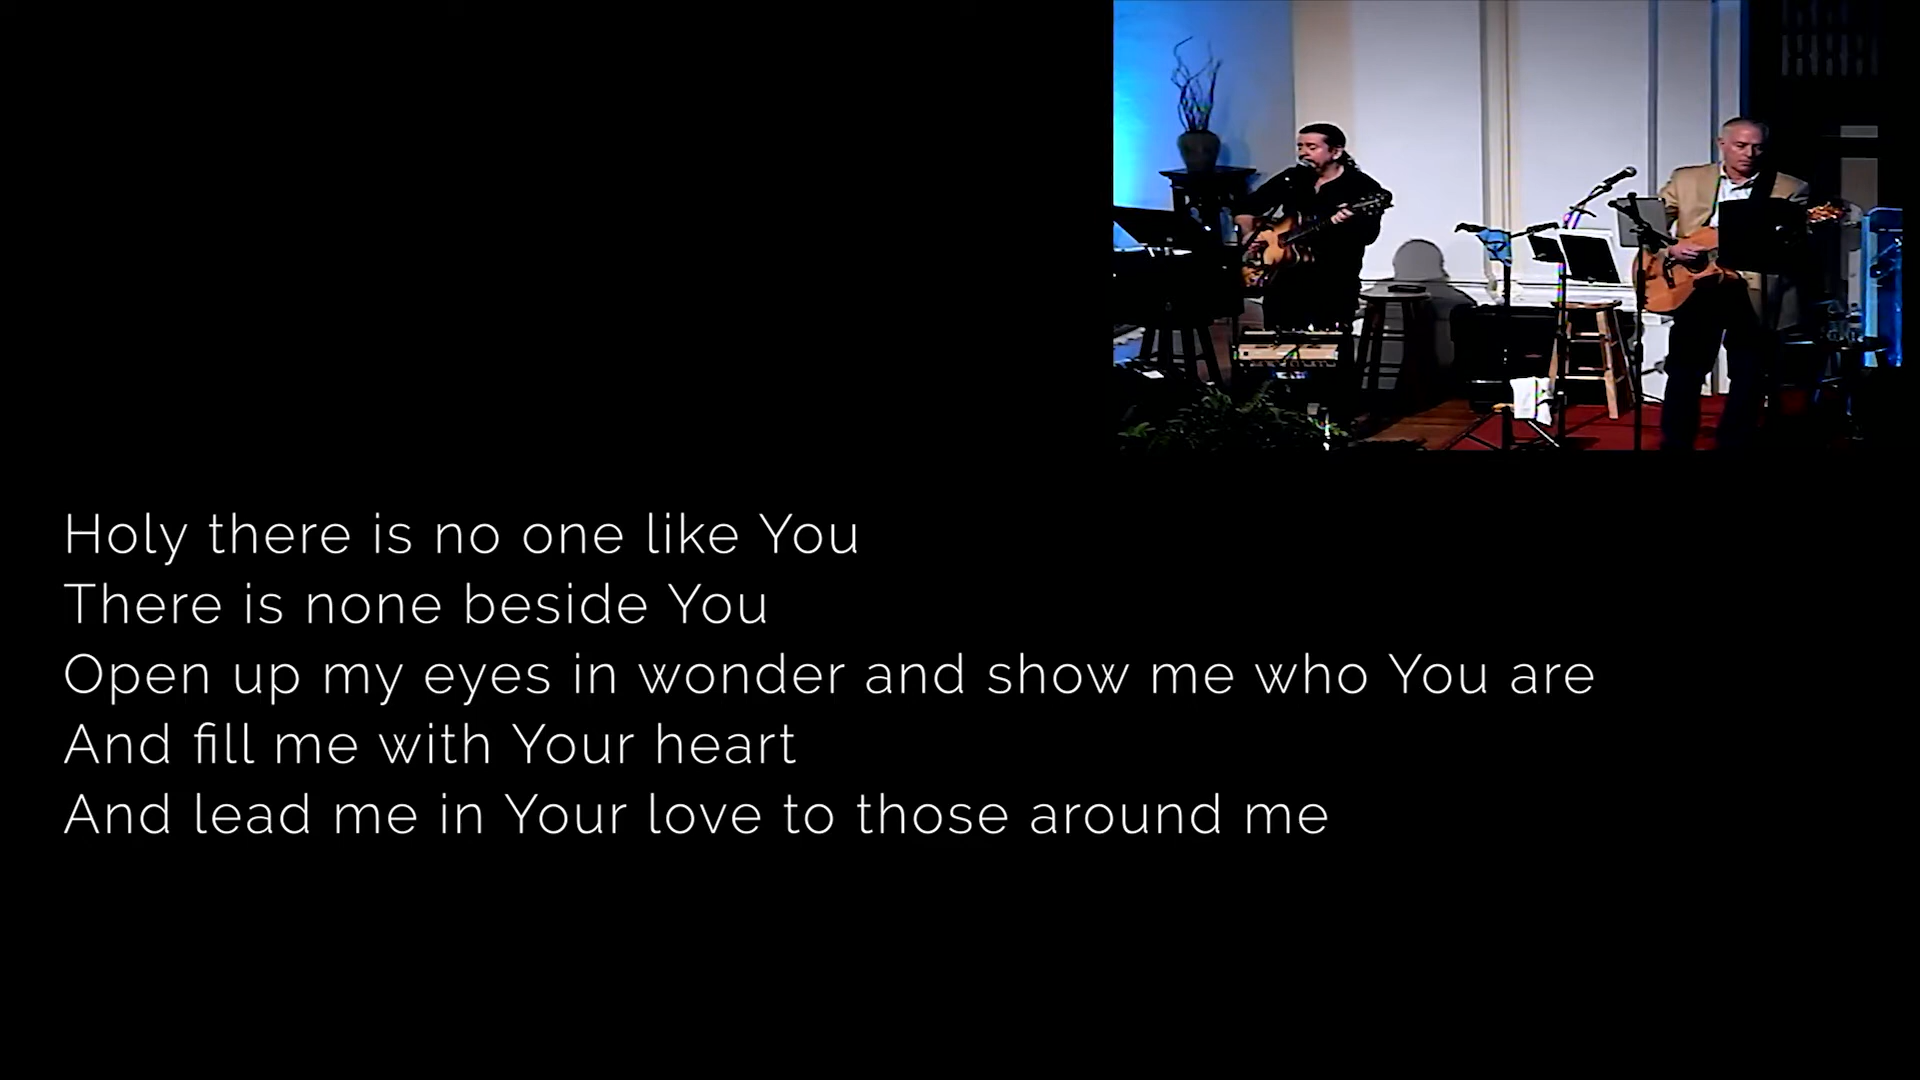 Holy there is no one like You
There is none beside You
Open up my eyes in wonder and show me who You are
And fill me with Your heart
And lead me in Your love to those around me